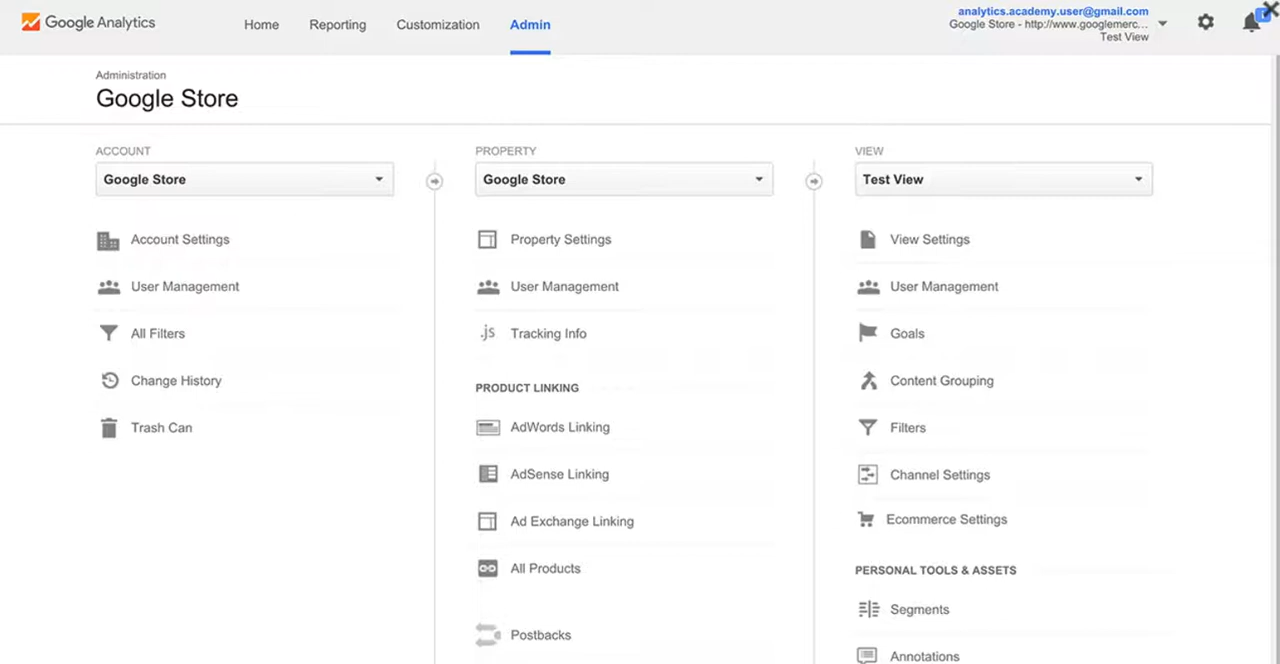 Google Analytics
Home
Reporting
Customization
Admin
analytics.academy.user@gmail.com
Google Store - http://www.googlemerc...
Test View
Administration
Google Store
ACCOUNT
Google Store
Account Settings
User Management
All Filters
Change History
Trash Can
PROPERTY
Google Store
Property Settings
User Management
.js
Tracking Info
PRODUCT LINKING
AdWords Linking
AdSense Linking
Ad Exchange Linking
All Products
Postbacks
VIEW
Test View
View Settings
User Management
Goals
Content Grouping
Filters
Channel Settings
Ecommerce Settings
PERSONAL TOOLS & ASSETS
Segments
Annotations